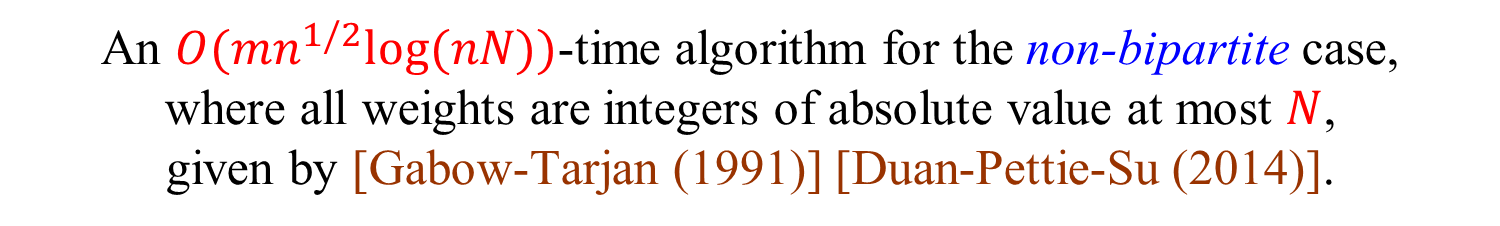 An O(mn^{1/2}log(nN))-time algorithm for the non-bipartite case,
where all weights are integers of absolute value at most N,
given by [Gabow-Tarjan (1991)] [Duan-Pettie-Su (2014)].